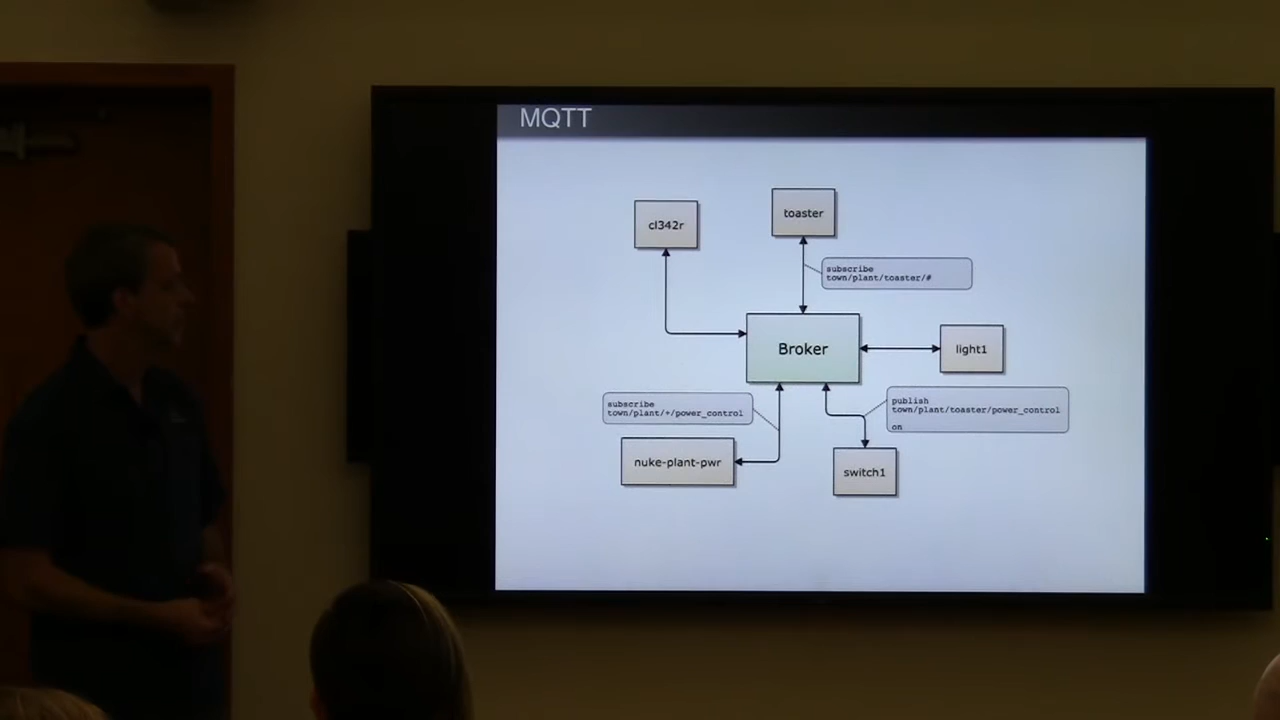 MQTT
cl342r
toaster
subscribe
town/plant/toaster/#
Broker
light1
subscribe
town/plant/+/power_control
publish
town/plant/toaster/power_control
on
nuke-plant-pwr
switch1